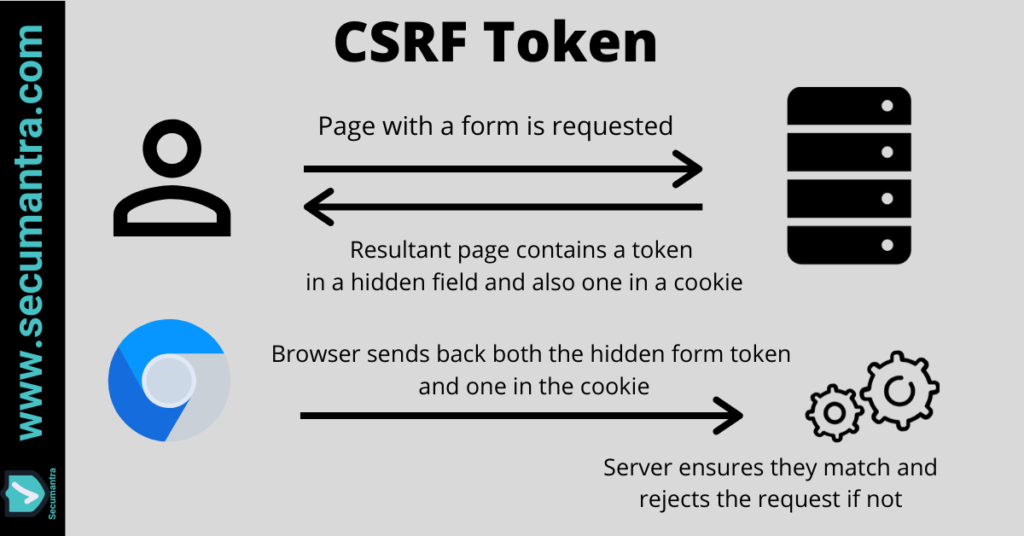 CSRF Token
Page with a form is requested
Resultant page contains a token
in a hidden field and also one in a cookie
Browser sends back both the hidden form token
and one in the cookie
Server ensures they match and
rejects the request if not
www.secumantra.com
Secumantra